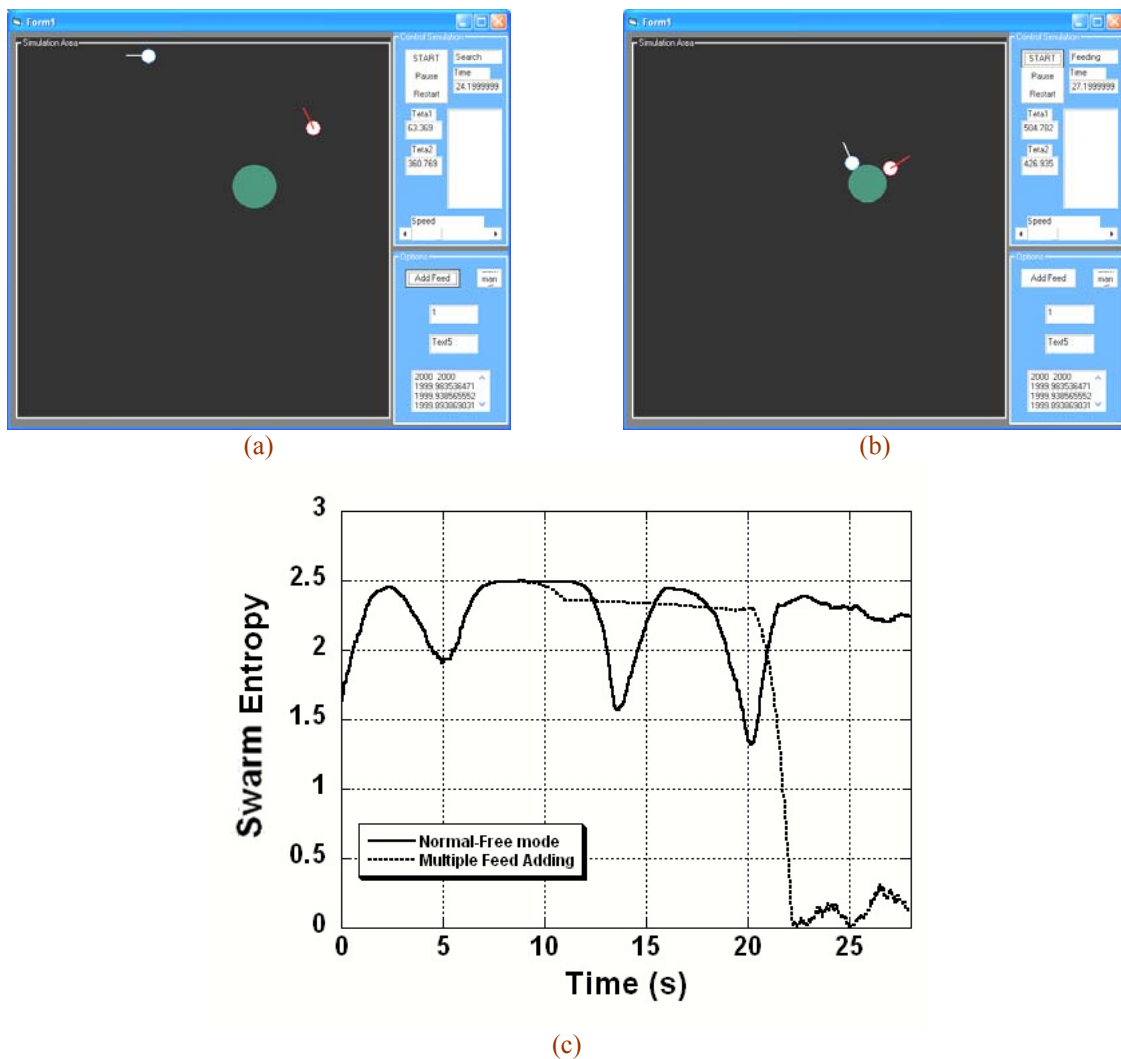 Form1
Simulation Area
Control Simulation
START
Search
Pause
Time
Restart
24.1999999
Teta1
63.369
Teta2
360.769
Speed
Options
Add Feed
man
1
Text5
2000 2000
1999.983536471
1999.938565552
1999.893869031
(a)
Form1
Simulation Area
Control Simulation
START
Feeding
Pause
Time
Restart
27.1999999
Teta1
504.782
Teta2
426.935
Speed
Options
Add Feed
man
1
Text5
2000 2000
1999.983536471
1999.938565552
1999.893869031
(b)
3
2.5
2
1.5
1
0.5
0
Swarm Entropy
Normal-Free mode
Multiple Feed Adding
0 5 10 15 20 25
Time (s)
(c)